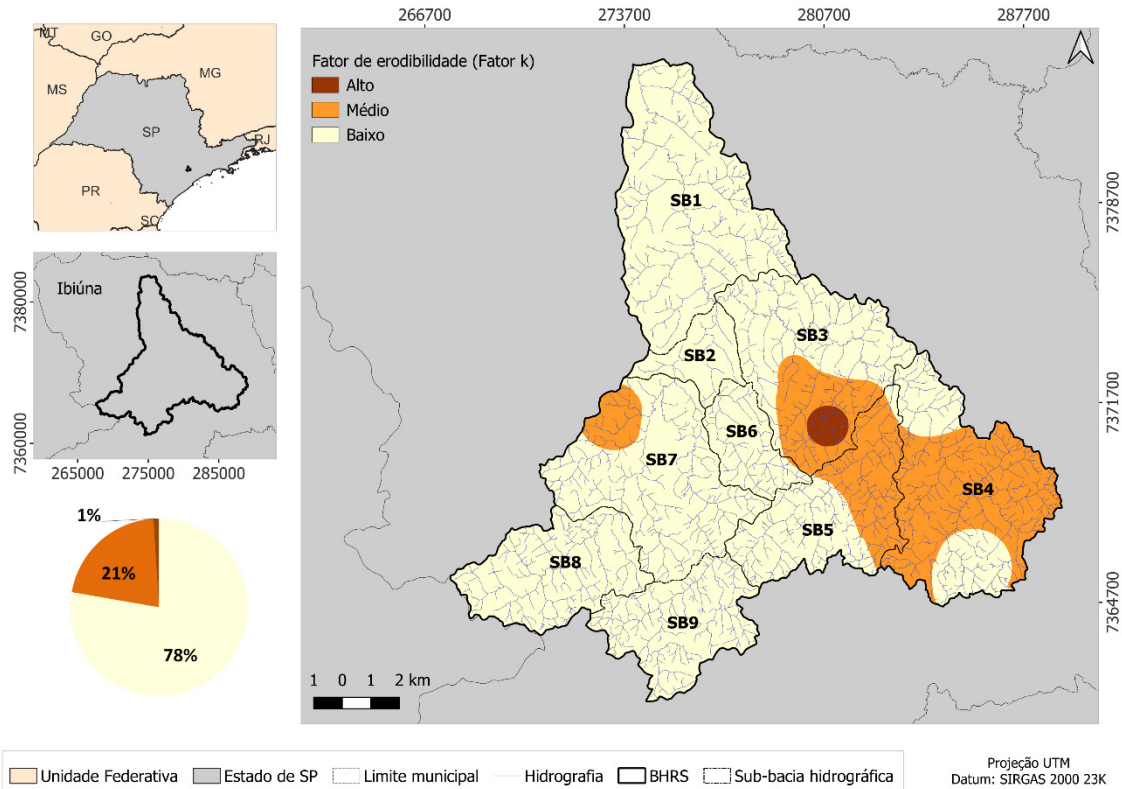 MT
GO
MG
MS
SP
RJ
PR
SC
Ibiúna
7380000
7360000
265000 275000 285000
1%
21%
78%
266700 273700 280700 287700
Fator de erodibilidade (Fator k)
Alto
Médio
Baixo
SB1
SB2
SB3
SB6
SB7
SB4
SB5
SB8
SB9
7378700
7371700
7364700
1 0 1 2 km
Unidade Federativa Estado de SP Limite municipal Hidrografia BHRS Sub-bacia hidrográfica
Projeção UTM
Datum: SIRGAS 2000 23K